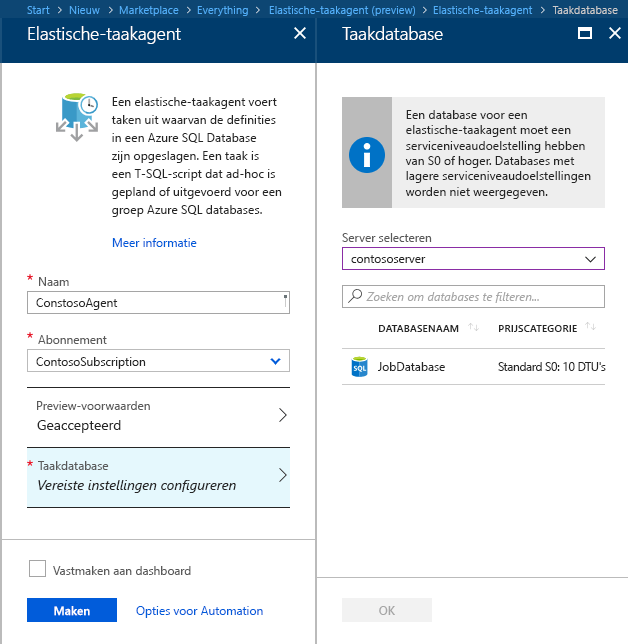 Start > Nieuw > Marketplace > Everything > Elastische-taakagent (preview) > Elastische-taakagent > Taakdatabase
Elastische-taakagent
Een elastische-taakagent voert
taken uit waarvan de definities
in een Azure SQL Database
zijn opgeslagen. Een taak is
een T-SQL-script dat ad-hoc is
gepland of uitgevoerd voor een
groep Azure SQL databases.
Meer informatie
* Naam
ConstosoAgent
* Abonnement
ContosoSubscription
Preview-voorwaarden
Geaccepteerd
* Taakdatabase
Vereiste instellingen configureren
Vastmaken aan dashboard
Maken Opties voor Automation
Taakdatabase
Een database voor een
elastische-taakagent moet een
serviceniveaudoelstelling hebben
van S0 of hoger. Databases met
lagere serviceniveaudoelstellingen
worden niet weergegeven.
Server selecteren
contososerver
Zoeken om databases te filteren...
DATABASENAAM PRIJSCATEGORIE
SQL JobDatabase Standard S0: 10 DTU's
OK